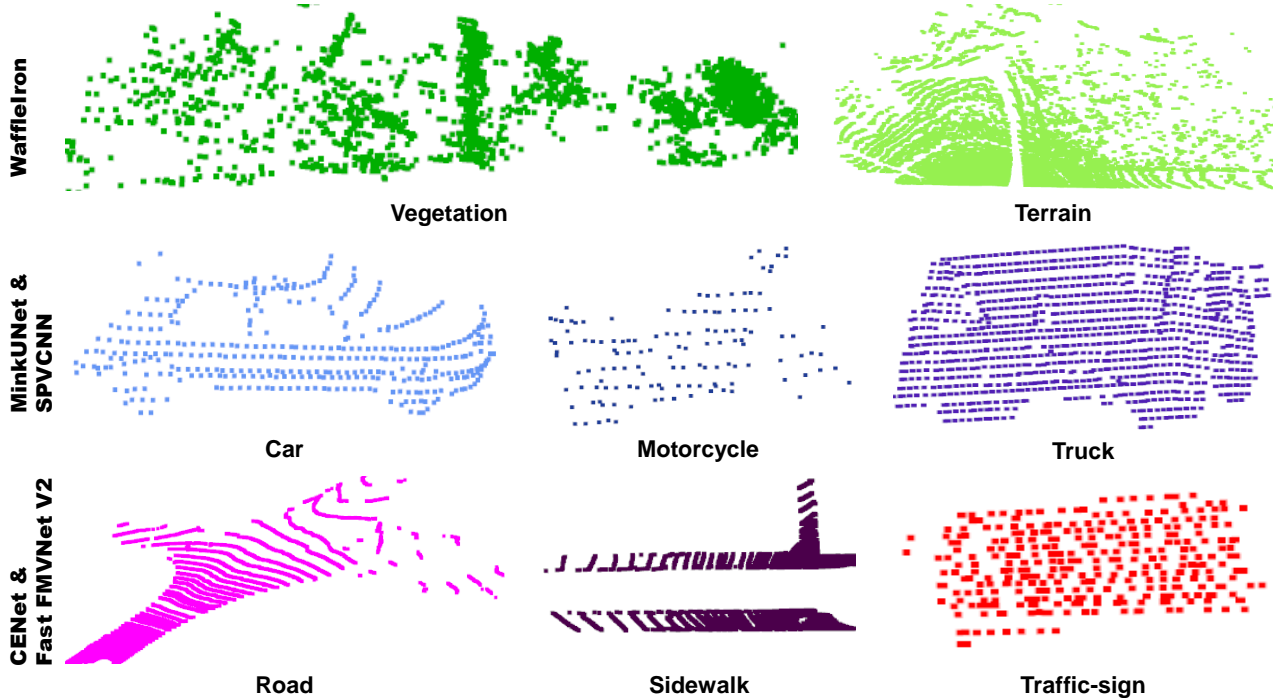 WaffleIron
Vegetation
Terrain
MinkUNet &
SPVCNN
Car
Motorcycle
Truck
CENet &
Fast FMVNet V2
Road
Sidewalk
Traffic-sign